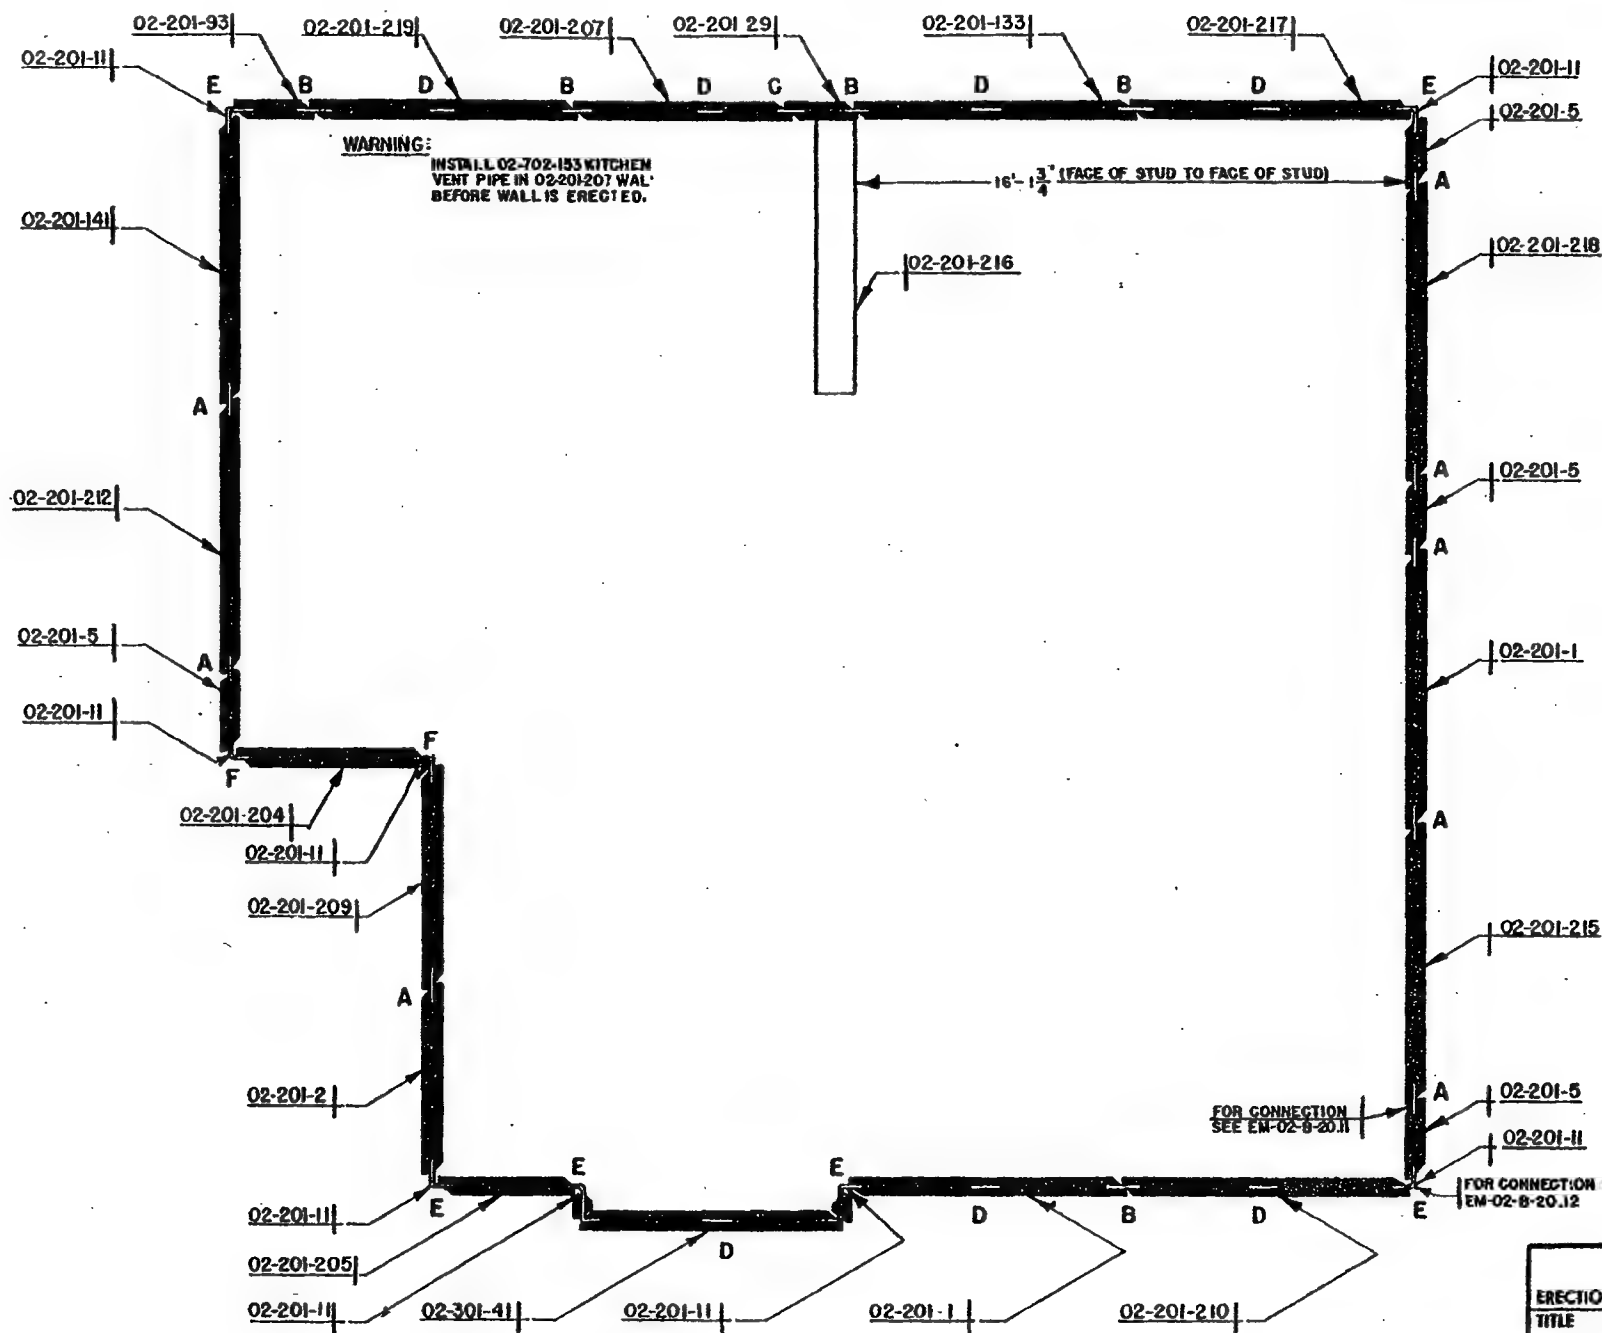 02-201-93
02-201-219
02-201-207
02-201 29
02-201-133
02-201-217
02-201-11
02-201-11
E
B
D
B
D
C
B
D
B
D
E
02-201-5
WARNING:
INSTALL 02-702-153 KITCHEN
VENT PIPE IN 02-201-207 WAL
BEFORE WALL IS ERECTED.
16'-1 3/4" (FACE OF STUD TO FACE OF STUD)
A
02-201-141
02-201-218
02-201-216
A
02-201-212
A
02-201-5
A
02-201-5
A
02-201-1
02-201-11
F
F
02-201-204
A
02-201-11
02-201-209
02-201-215
A
02-201-2
A
02-201-5
FOR CONNECTION
SEE EM-02-8-20.11
02-201-11
E
E
FOR CONNECTION
EM-02-8-20.12
02-201-11
E
D
B
D
E
D
02-201-205
02-201-11
02-301-41
02-201-11
02-201-1
02-201-210
ERECTIO
TITLE